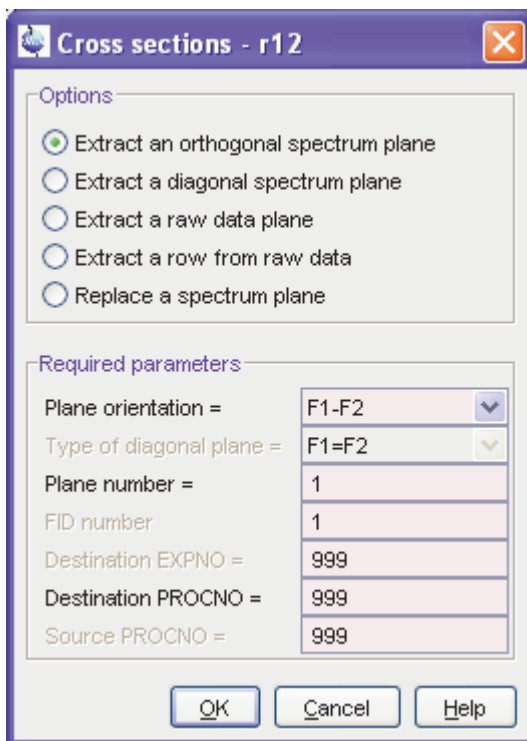 Cross sections - r12
Options
Extract an orthogonal spectrum plane
Extract a diagonal spectrum plane
Extract a raw data plane
Extract a row from raw data
Replace a spectrum plane
Required parameters
Plane orientation = F1-F2
Type of diagonal plane = F1=F2
Plane number = 1
FID number 1
Destination EXPNO = 999
Destination PROCNO = 999
Source PROCNO = 999
OK Cancel Help